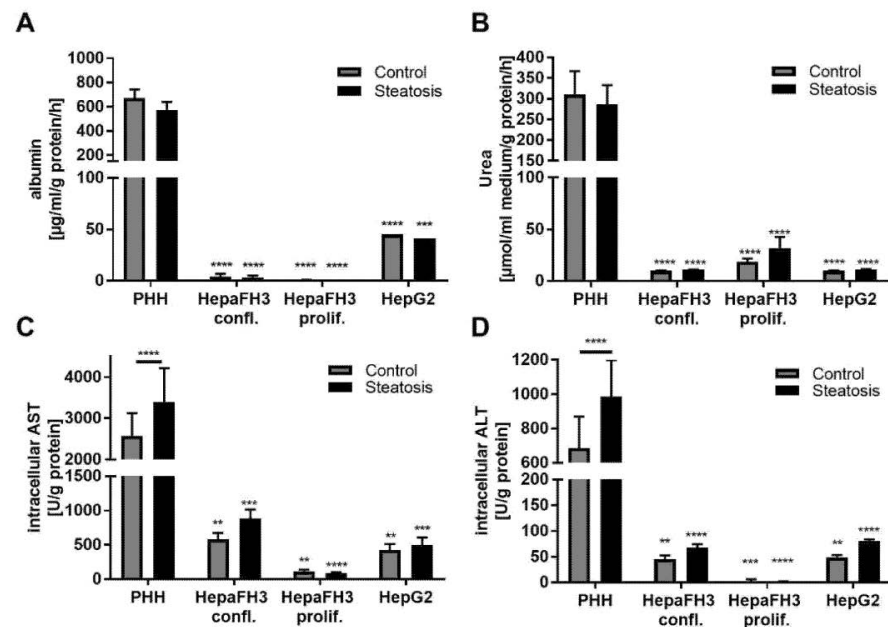 A
albumin
[µg/ml/g protein/h]
1000
800
600
400
200
100
50
0
Control
Steatosis
**** ****
**** ****
**** ***
PHH
HepaFH3
confl.
HepaFH3
prolif.
HepG2
B
Urea
[µmol/ml medium/g protein/h]
400
350
300
250
200
150
100
100
50
0
Control
Steatosis
**** ****
**** ****
**** ****
PHH
HepaFH3
confl.
HepaFH3
prolif.
HepG2
C
intracellular AST
[U/g protein]
4000
3000
2000
1500
1000
500
0
Control
Steatosis
****
** ***
** ****
** ***
PHH
HepaFH3
confl.
HepaFH3
prolif.
HepG2
D
intracellular ALT
[U/g protein]
1200
1000
800
600
200
150
100
50
0
Control
Steatosis
****
** ****
*** ****
** ****
PHH
HepaFH3
confl.
HepaFH3
prolif.
HepG2